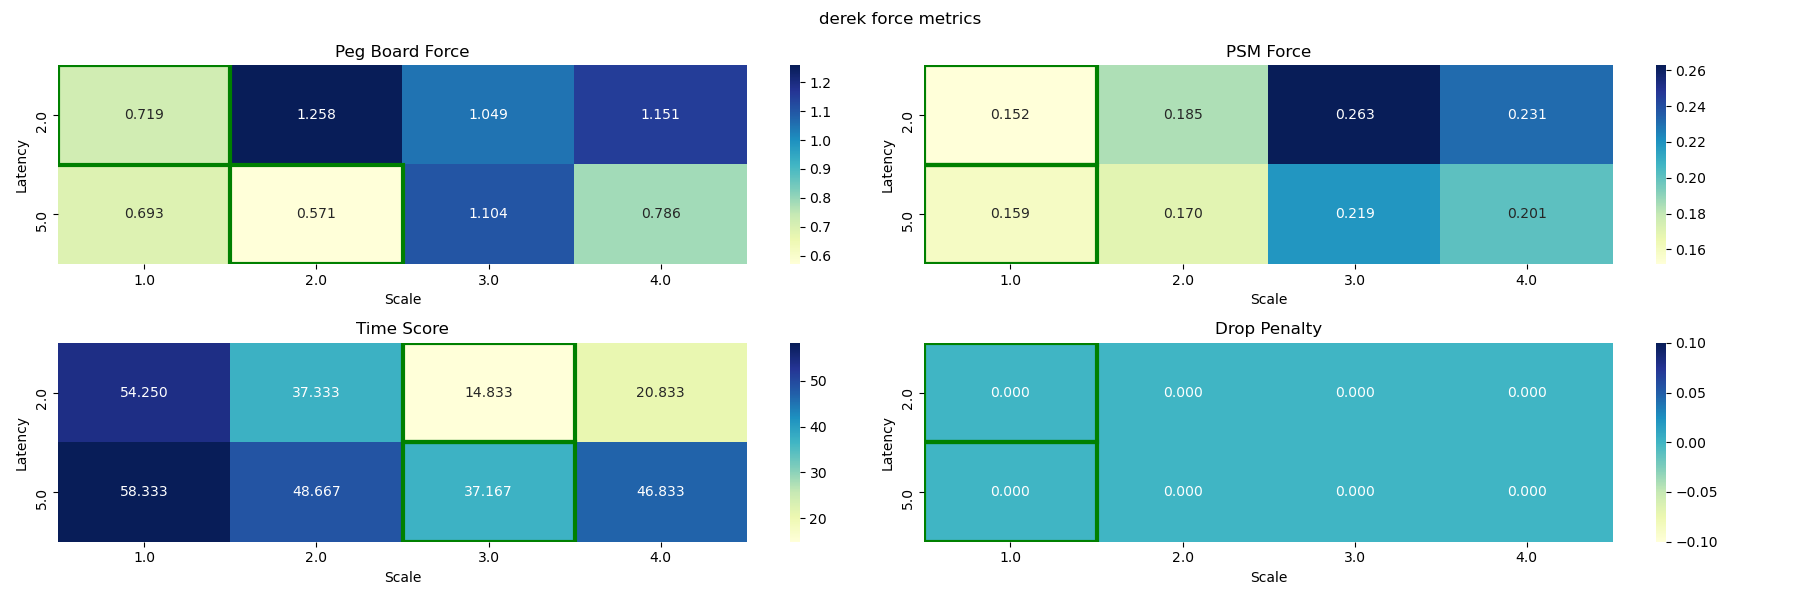 derek force metrics
Peg Board Force
Latency
2.0
0.719 1.258 1.049 1.151
5.0
0.693 0.571 1.104 0.786
1.0 2.0 3.0 4.0
Scale
1.2
1.1
1.0
0.9
0.8
0.7
0.6
PSM Force
Latency
2.0
0.152 0.185 0.263 0.231
5.0
0.159 0.170 0.219 0.201
1.0 2.0 3.0 4.0
Scale
0.26
0.24
0.22
0.20
0.18
0.16
Time Score
Latency
2.0
54.250 37.333 14.833 20.833
5.0
58.333 48.667 37.167 46.833
1.0 2.0 3.0 4.0
Scale
50
40
30
20
Drop Penalty
Latency
2.0
0.000 0.000 0.000 0.000
5.0
0.000 0.000 0.000 0.000
1.0 2.0 3.0 4.0
Scale
0.10
0.05
0.00
−0.05
−0.10